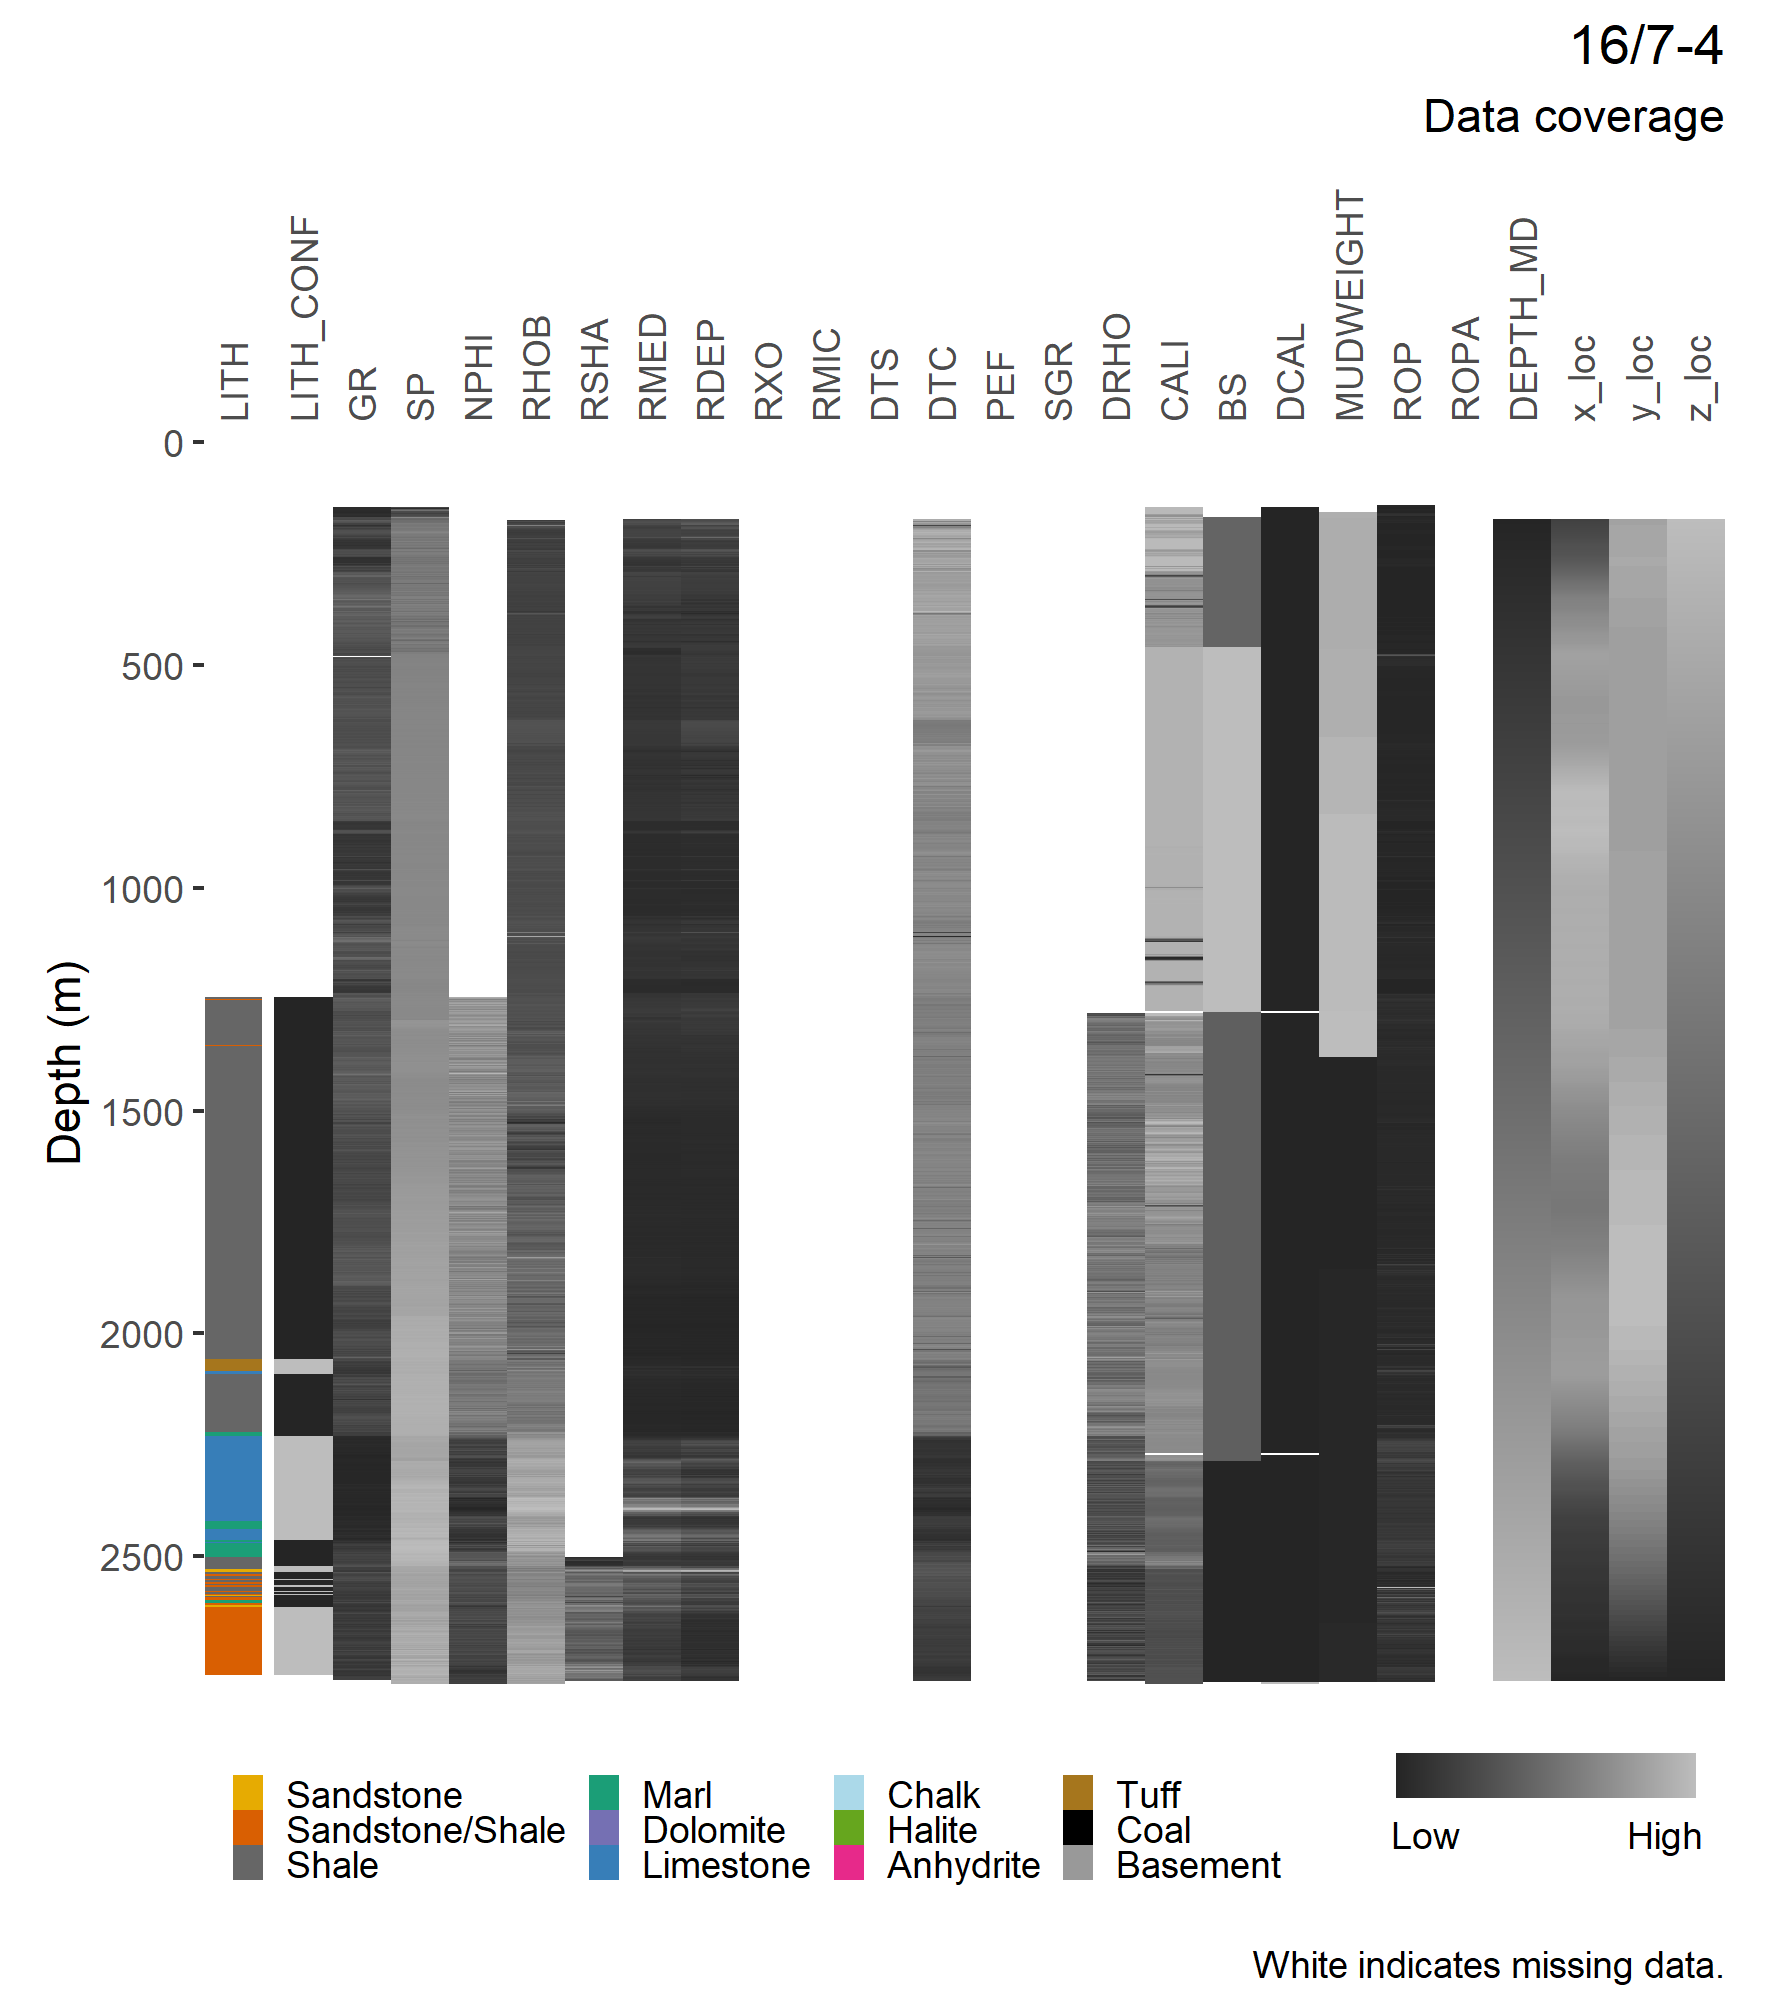 16/7-4
Data coverage
LITH
LITH_CONF
GR
SP
NPHI
RHOB
RSHA
RMED
RDEP
RXO
RMIC
DTS
DTC
PEF
SGR
DRHO
CALI
BS
DCAL
MUDWEIGHT
ROP
ROPA
DEPTH_MD
x_loc
y_loc
z_loc
Depth (m)
0
500
1000
1500
2000
2500
Sandstone
Sandstone/Shale
Shale
Marl
Dolomite
Limestone
Chalk
Halite
Anhydrite
Tuff
Coal
Basement
Low High
White indicates missing data.